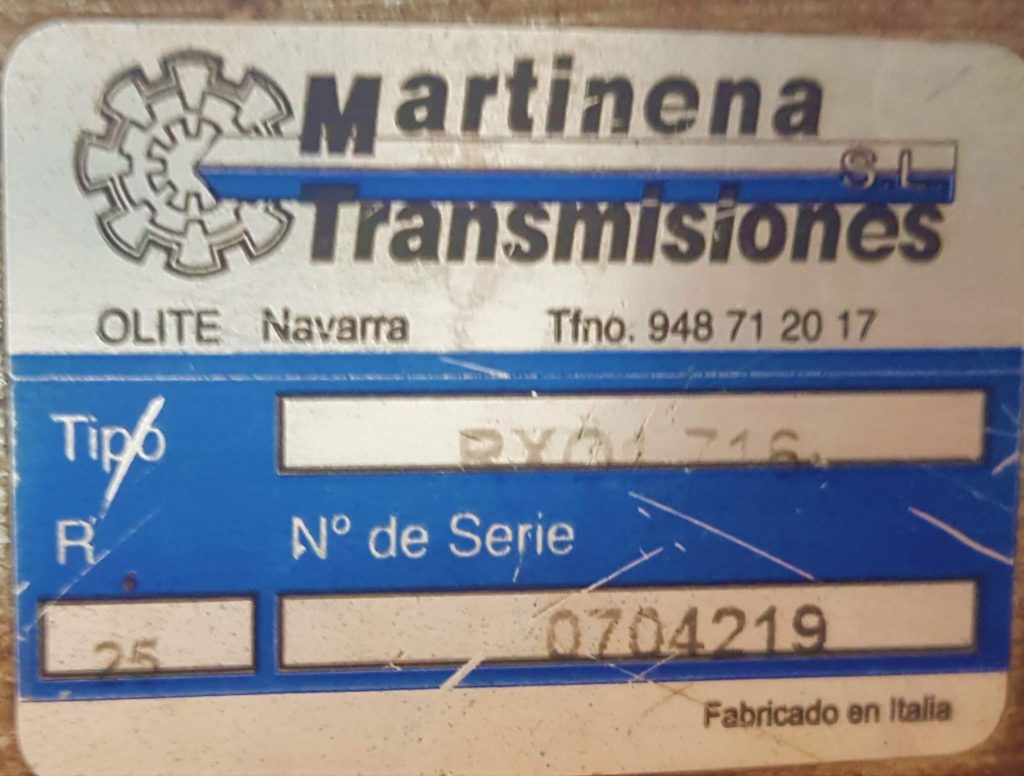 Martinena
S.L.
Transmisiones
OLITE Navarra Tfno. 948 71 20 17
Tipo
R Nº de Serie
25 0704219
Fabricado en Italia